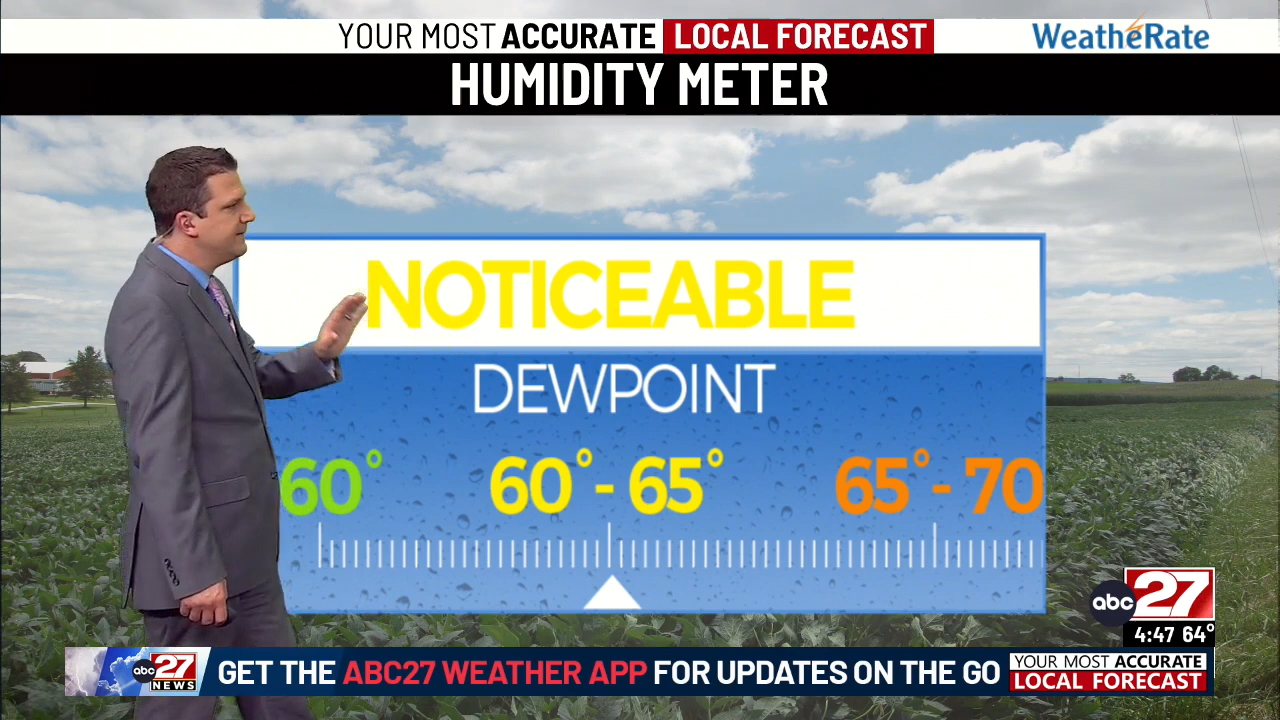 YOUR MOST ACCURATE LOCAL FORECAST
WeatheRate
HUMIDITY METER
NOTICEABLE
DEWPOINT
60° 60° - 65° 65° - 70
abc 27
4:47 64°
abc 27 NEWS
GET THE ABC27 WEATHER APP FOR UPDATES ON THE GO
YOUR MOST ACCURATE
LOCAL FORECAST